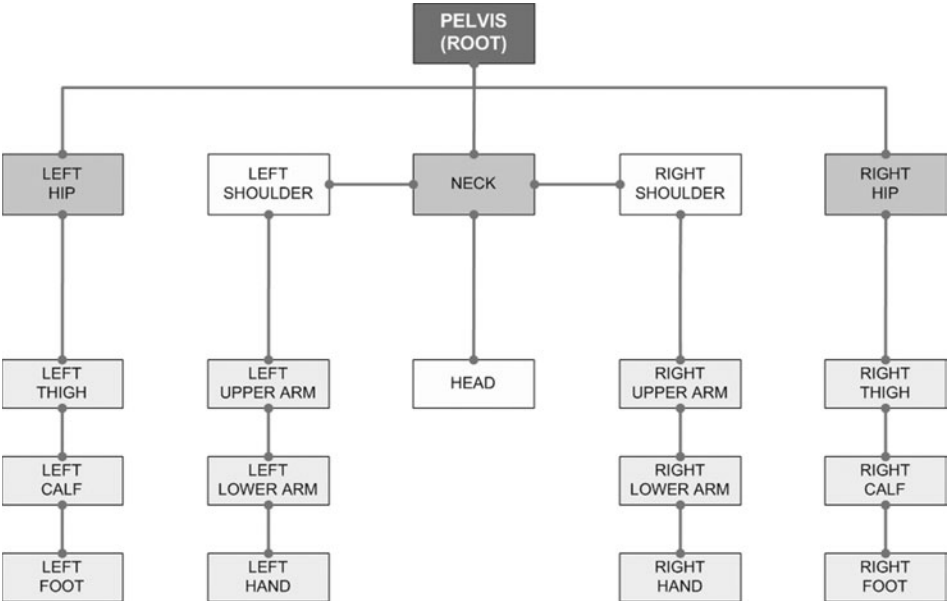 PELVIS
(ROOT)
LEFT
HIP
LEFT
SHOULDER
NECK
RIGHT
SHOULDER
RIGHT
HIP
LEFT
THIGH
LEFT
UPPER ARM
HEAD
RIGHT
UPPER ARM
RIGHT
THIGH
LEFT
CALF
LEFT
LOWER ARM
RIGHT
LOWER ARM
RIGHT
CALF
LEFT
FOOT
LEFT
HAND
RIGHT
HAND
RIGHT
FOOT